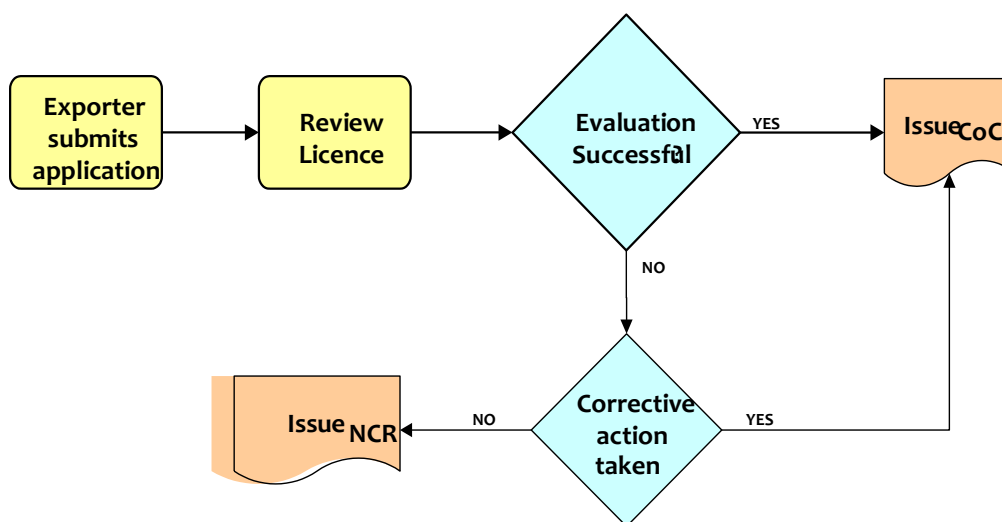 Exporter
submits
application
Review
Licence
Evaluation
Successful?
YES
Issue CoC
NO
Corrective
action
taken
NO
YES
Issue NCR